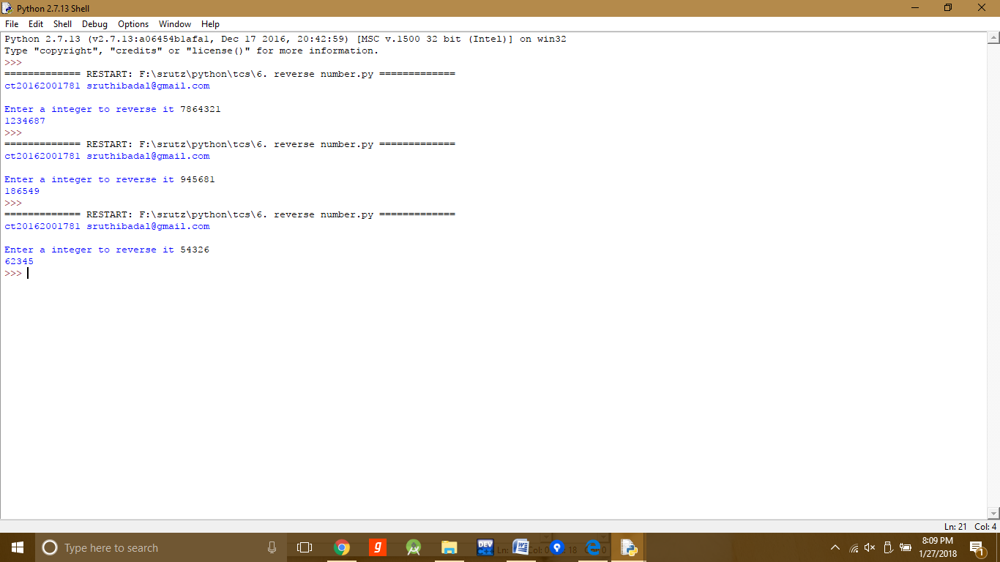 Python 2.7.13 Shell
File Edit Shell Debug Options Window Help
Python 2.7.13 (v2.7.13:a06454b1afa1, Dec 17 2016, 20:42:59) [MSC v.1500 32 bit (Intel)] on win32
Type "copyright", "credits" or "license()" for more information.
>>>
============= RESTART: F:\srutz\python\tcs\6. reverse number.py =============
ct20162001781 sruthibadal@gmail.com
Enter a integer to reverse it 7864321
1234687
>>>
============= RESTART: F:\srutz\python\tcs\6. reverse number.py =============
ct20162001781 sruthibadal@gmail.com
Enter a integer to reverse it 945681
186549
>>>
============= RESTART: F:\srutz\python\tcs\6. reverse number.py =============
ct20162001781 sruthibadal@gmail.com
Enter a integer to reverse it 54326
62345
>>>
Ln: 21 Col: 4
Type here to search
g
DEV
8:09 PM
1/27/2018
1